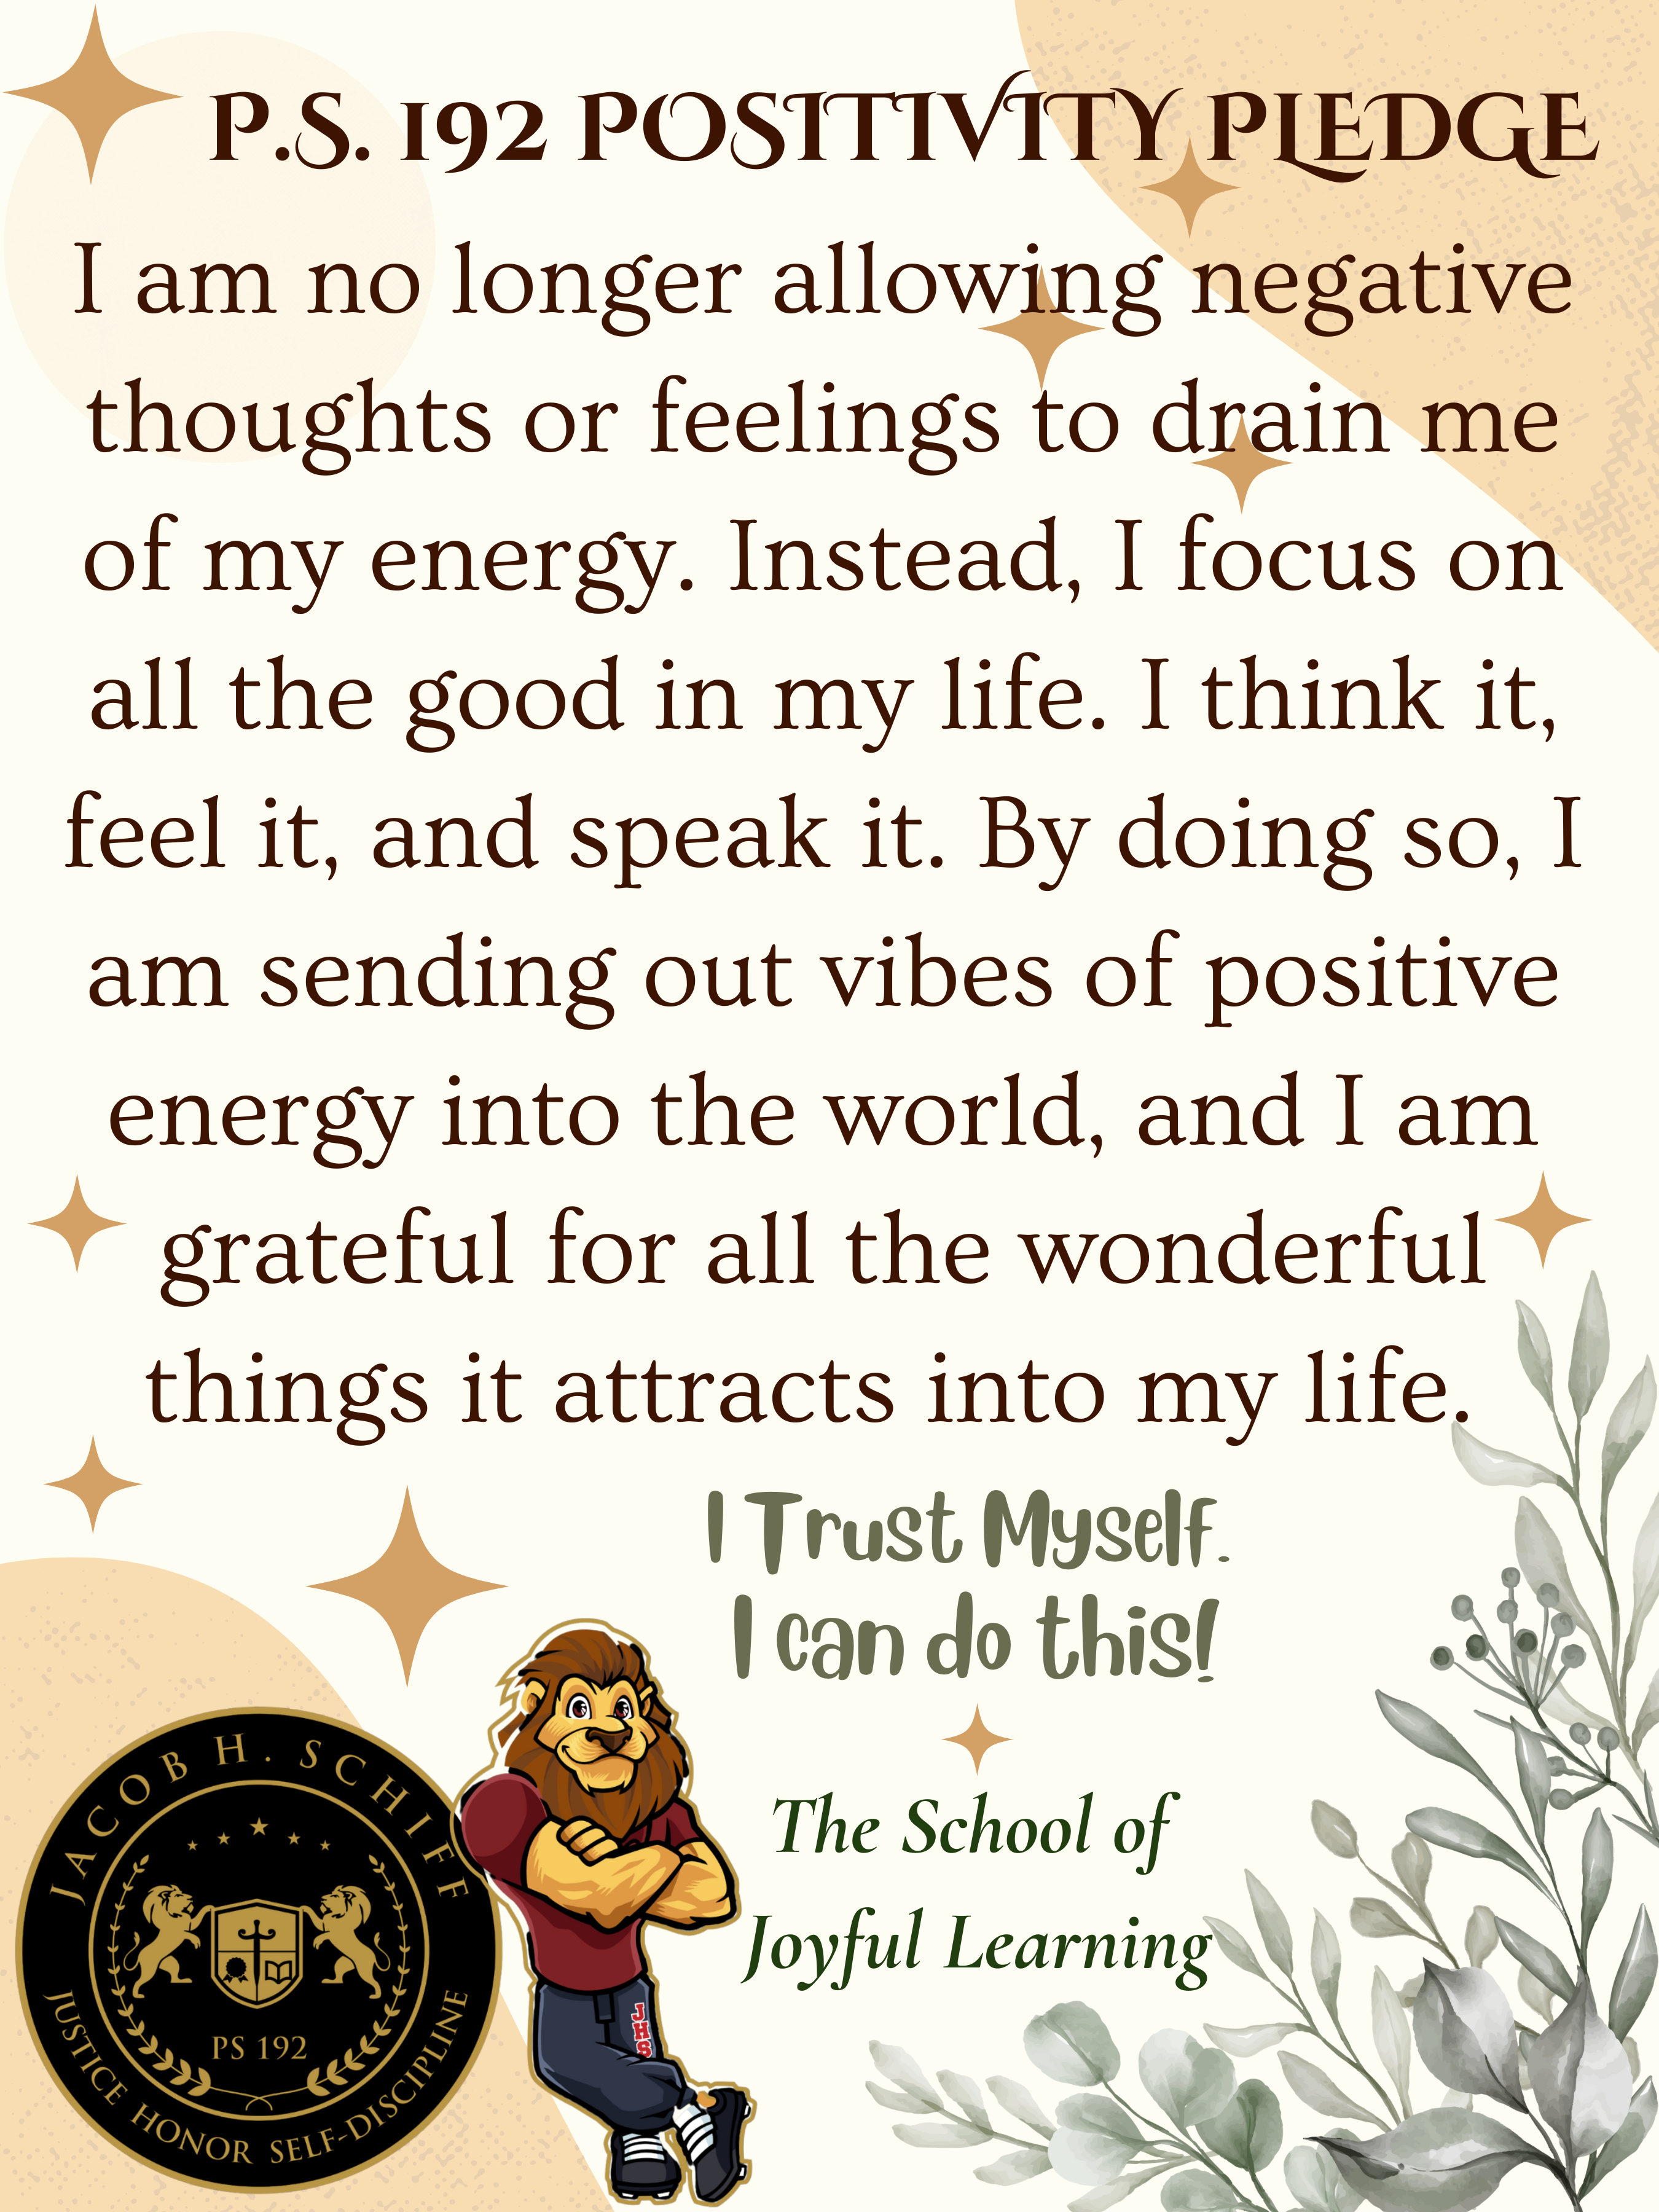 P.S. 192 POSITIVITY PLEDGE
I am no longer allowing negative
thoughts or feelings to drain me
of my energy. Instead, I focus on
all the good in my life. I think it,
feel it, and speak it. By doing so, I
am sending out vibes of positive
energy into the world, and I am
grateful for all the wonderful
things it attracts into my life.
I Trust Myself.
I can do this!
The School of
Joyful Learning
JACOB H. SCHIFF
PS 192
JUSTICE HONOR SELF-DISCIPLINE
JHS